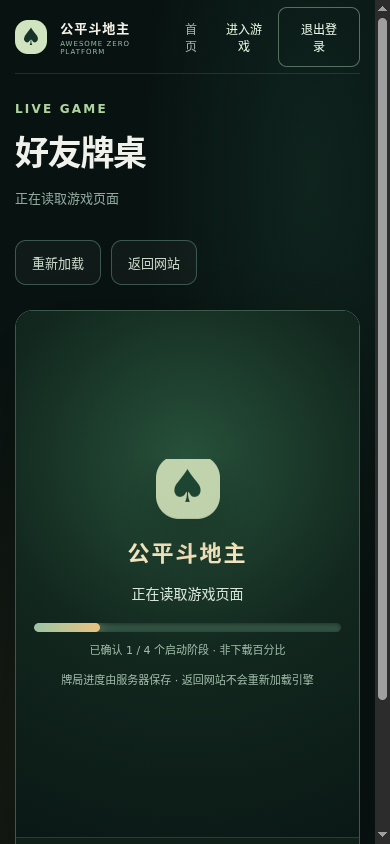 公平斗地主
AWESOME ZERO
PLATFORM
首
页
进入游
戏
退出登
录
LIVE GAME
好友牌桌
正在读取游戏页面
重新加载
返回网站
公平斗地主
正在读取游戏页面
已确认 1 / 4 个启动阶段 · 非下载百分比
牌局进度由服务器保存 · 返回网站不会重新加载引擎